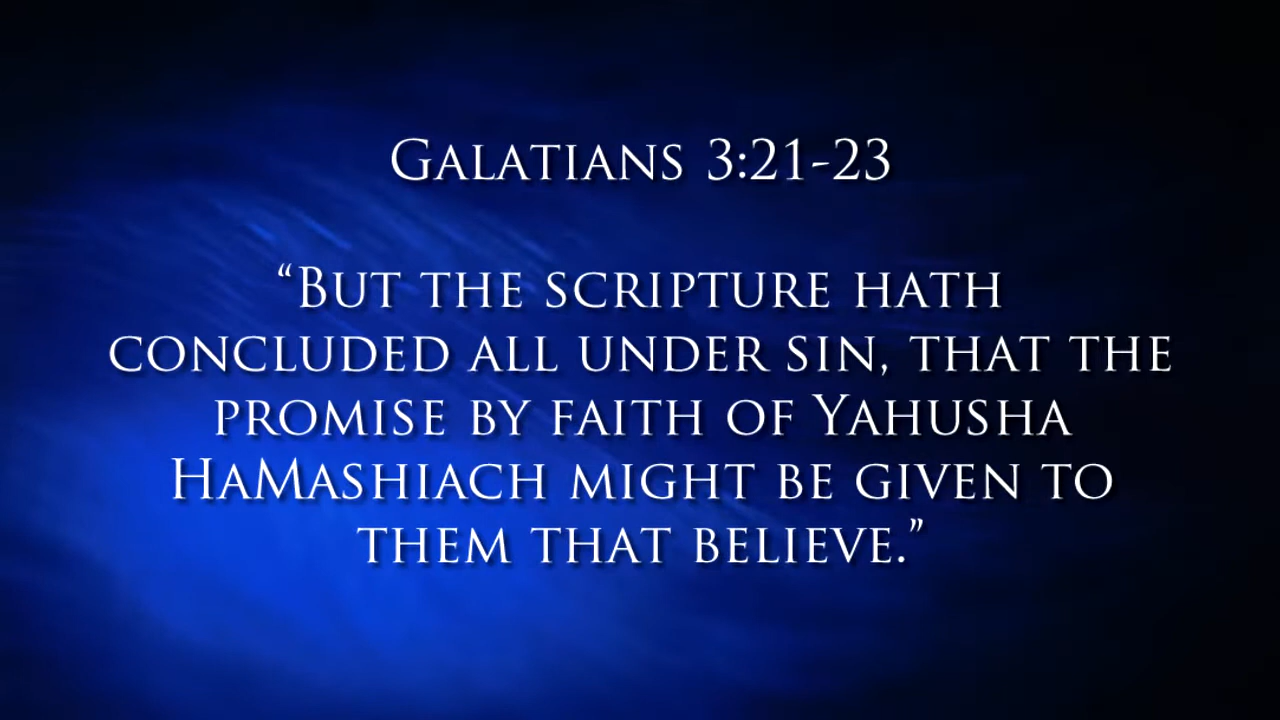 Galatians 3:21-23
“But the scripture hath
concluded all under sin, that the
promise by faith of Yahusha
HaMashiach might be given to
them that believe.”